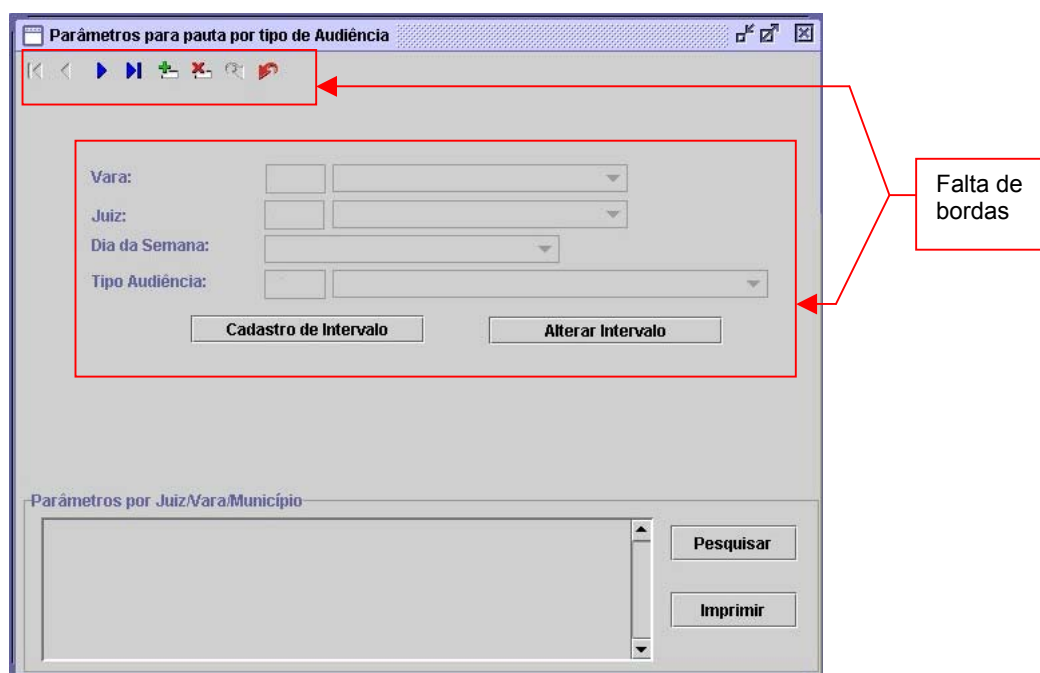 Parâmetros para pauta por tipo de Audiência
Vara:
Juiz:
Dia da Semana:
Tipo Audiência:
Cadastro de Intervalo
Alterar Intervalo
Falta de
bordas
Parâmetros por Juiz/Vara/Município
Pesquisar
Imprimir